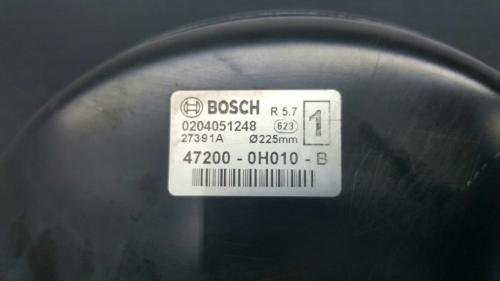 BOSCH R 5.7
0204051248 623 1
27391A Ø225mm
47200 - 0H010 - B